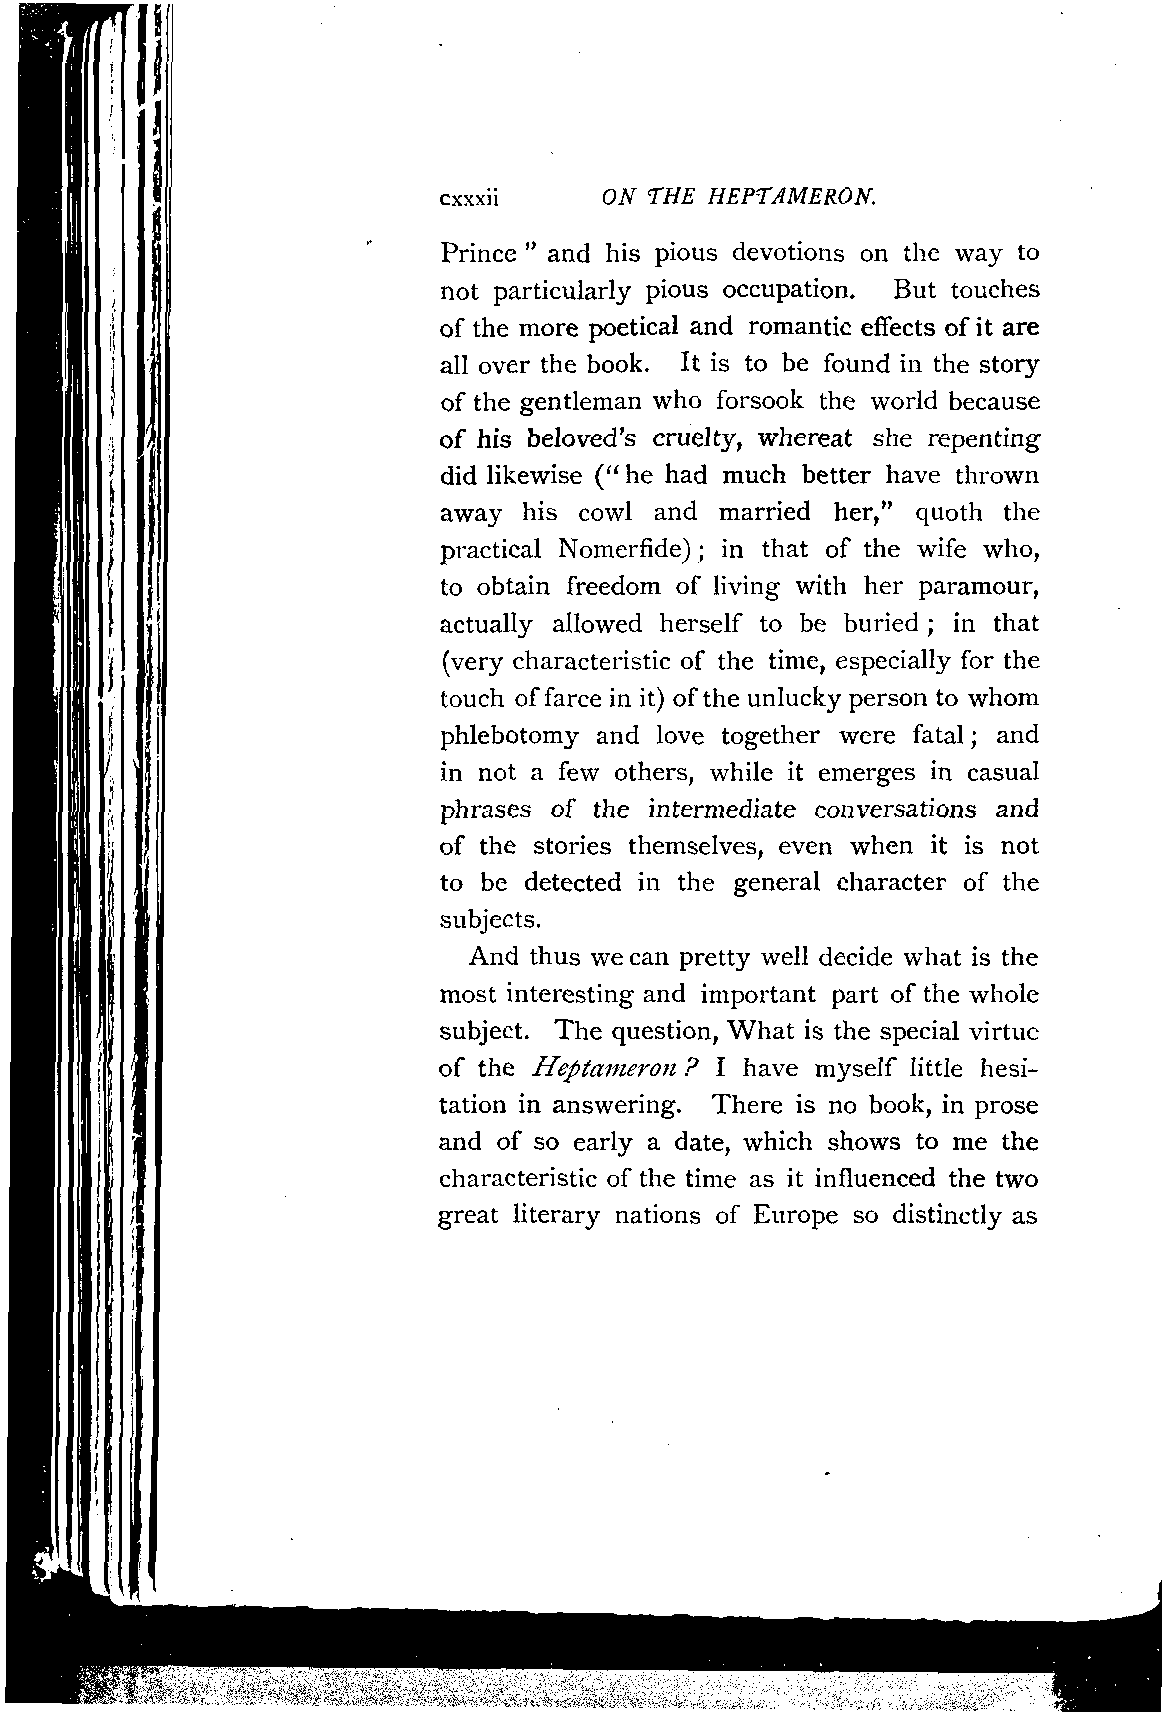 cxxxii ON THE HEPTAMERON.
Prince " and his pious devotions on the way to
not particularly pious occupation. But touches
of the more poetical and romantic effects of it are
all over the book. It is to be found in the story
of the gentleman who forsook the world because
of his beloved's cruelty, whereat she repenting
did likewise (" he had much better have thrown
away his cowl and married her," quoth the
practical Nomerfide) ; in that of the wife who,
to obtain freedom of living with her paramour,
actually allowed herself to be buried ; in that
(very characteristic of the time, especially for the
touch of farce in it) of the unlucky person to whom
phlebotomy and love together were fatal ; and
in not a few others, while it emerges in casual
phrases of the intermediate conversations and
of the stories themselves, even when it is not
to be detected in the general character of the
subjects.
And thus we can pretty well decide what is the
most interesting and important part of the whole
subject. The question, What is the special virtue
of the Heptameron ? I have myself little hesi-
tation in answering. There is no book, in prose
and of so early a date, which shows to me the
characteristic of the time as it influenced the two
great literary nations of Europe so distinctly as